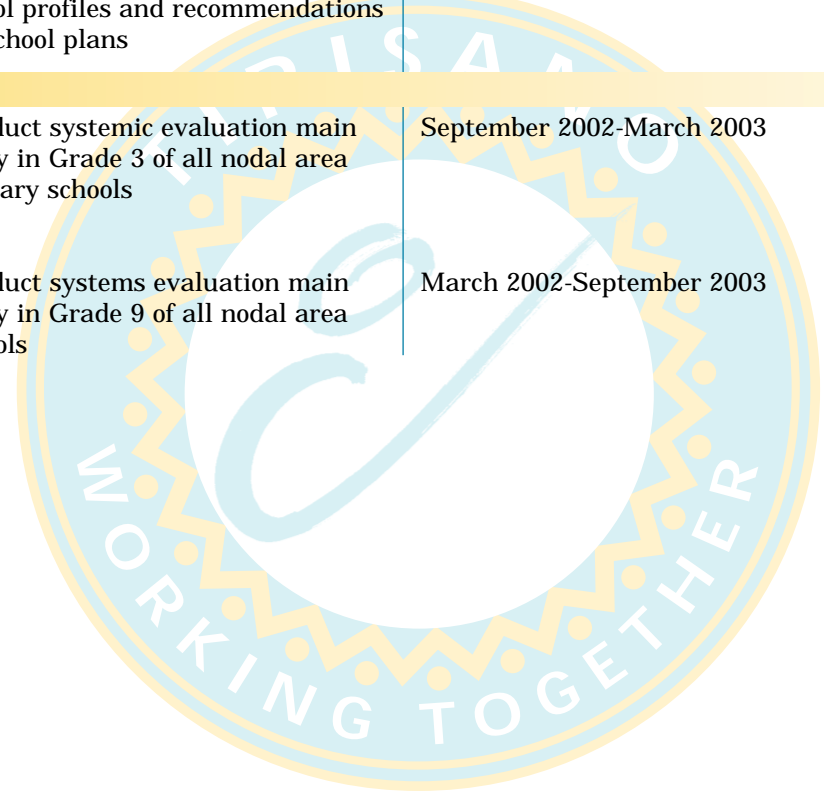 ol profiles and recommendations
chool plans
duct systemic evaluation main
y in Grade 3 of all nodal area
ary schools
September 2002-March 2003
duct systems evaluation main
y in Grade 9 of all nodal area
ols
March 2002-September 2003
TIRISANO
WORKING TOGETHER